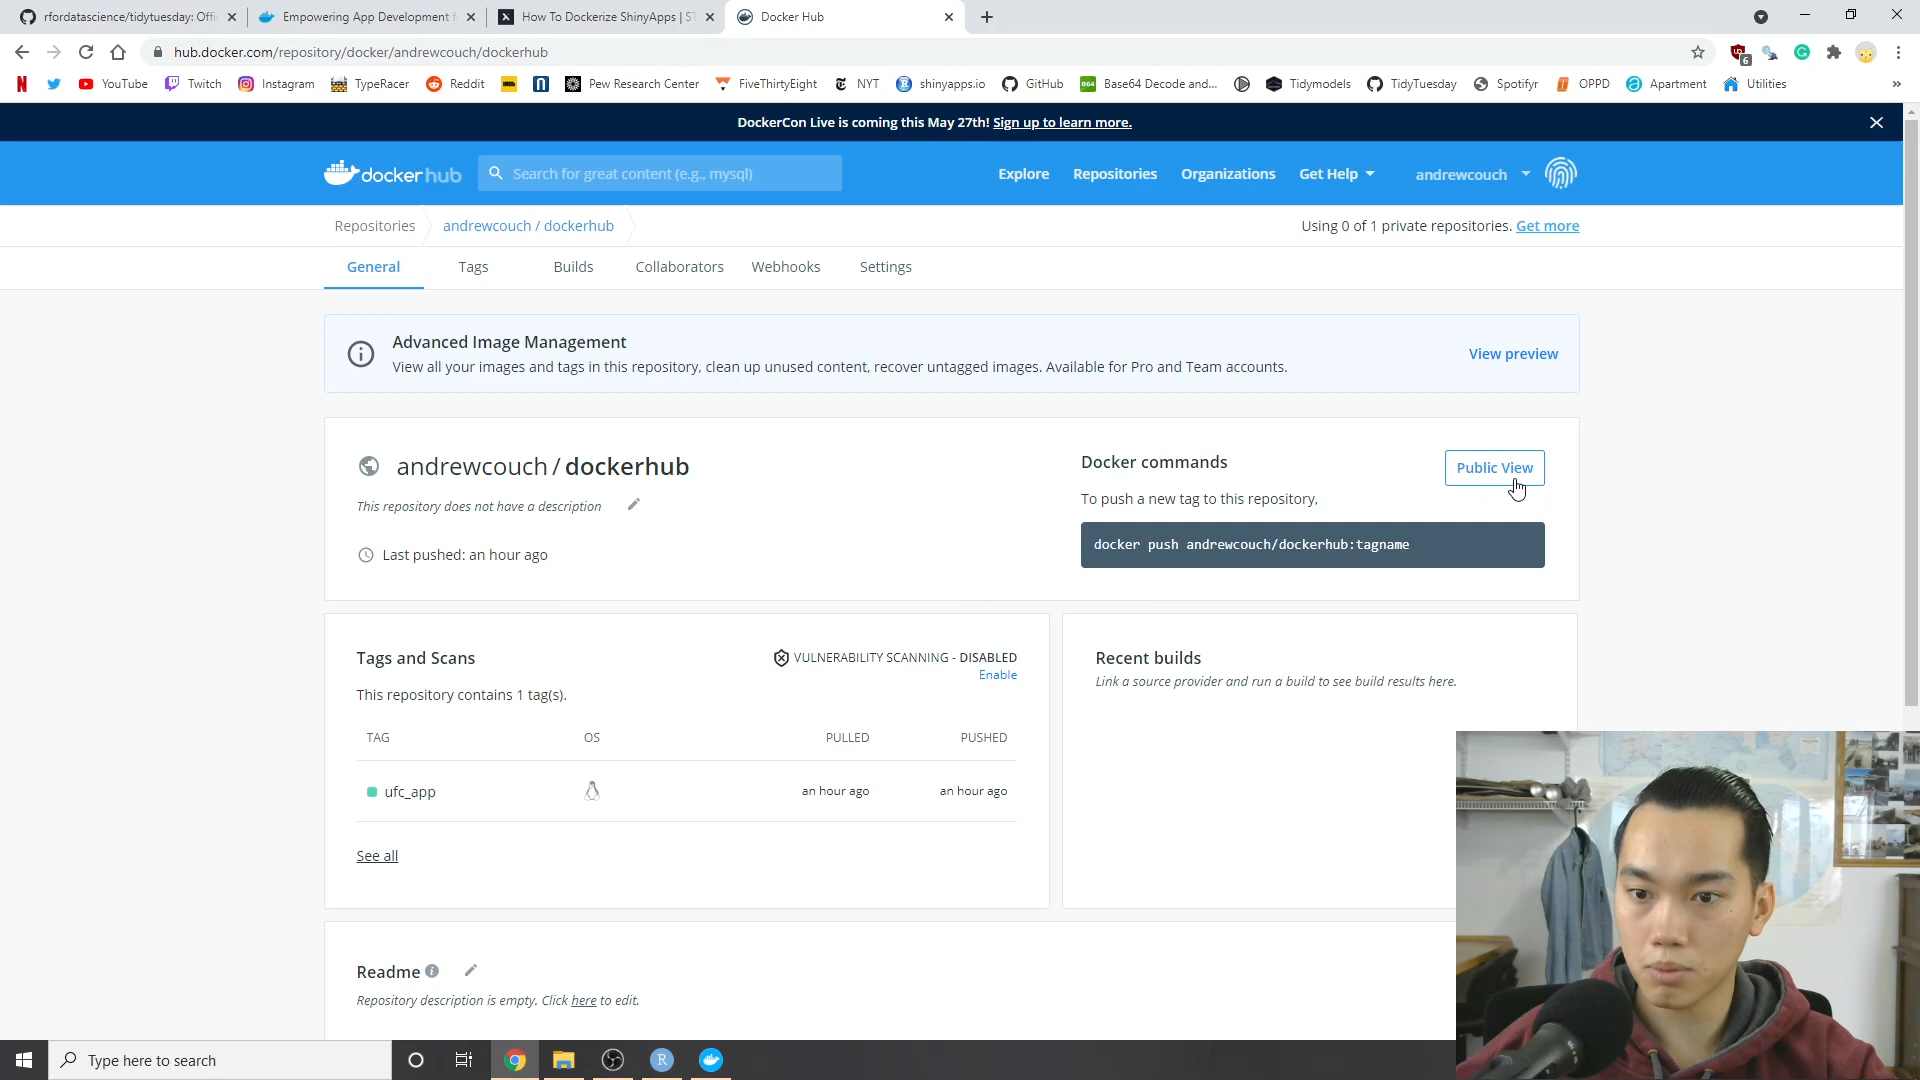 rfordatascience/tidytuesday: Offi
Empowering App Development f
How To Dockerize ShinyApps | ST
Docker Hub
hub.docker.com/repository/docker/andrewcouch/dockerhub
6
YouTube
Twitch
Instagram
TypeRacer
Reddit
Pew Research Center
FiveThirtyEight
NYT
shinyapps.io
GitHub
Base64 Decode and...
Tidymodels
TidyTuesday
Spotifyr
OPPD
Apartment
Utilities
»
DockerCon Live is coming this May 27th! Sign up to learn more.
dockerhub
Search for great content (e.g., mysql)
Explore
Repositories
Organizations
Get Help
andrewcouch
Repositories
andrewcouch / dockerhub
Using 0 of 1 private repositories. Get more
General
Tags
Builds
Collaborators
Webhooks
Settings
Advanced Image Management
View all your images and tags in this repository, clean up unused content, recover untagged images. Available for Pro and Team accounts.
View preview
andrewcouch / dockerhub
This repository does not have a description
Last pushed: an hour ago
Docker commands
Public View
To push a new tag to this repository,
docker push andrewcouch/dockerhub:tagname
Tags and Scans
VULNERABILITY SCANNING - DISABLED
Enable
This repository contains 1 tag(s).
TAG
OS
PULLED
PUSHED
ufc_app
an hour ago
an hour ago
See all
Recent builds
Link a source provider and run a build to see build results here.
Readme
Repository description is empty. Click here to edit.
Type here to search